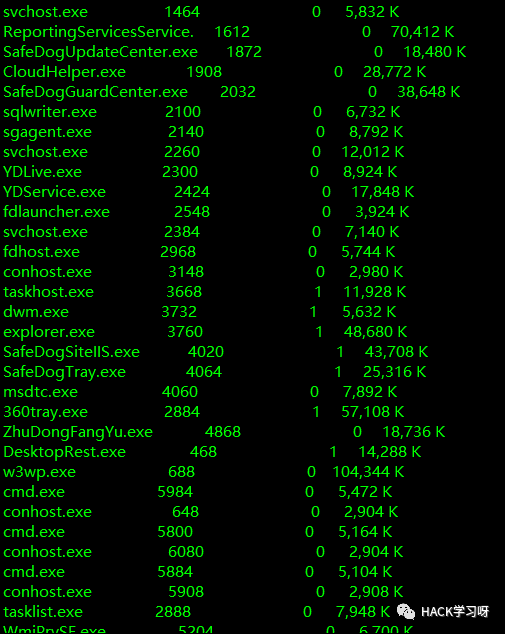 svchost.exe 1464 0 5,832 K
ReportingServicesService. 1612 0 70,412 K
SafeDogUpdateCenter.exe 1872 0 18,480 K
CloudHelper.exe 1908 0 28,772 K
SafeDogGuardCenter.exe 2032 0 38,648 K
sqlwriter.exe 2100 0 6,732 K
sgagent.exe 2140 0 8,792 K
svchost.exe 2260 0 12,012 K
YDLive.exe 2300 0 8,924 K
YDService.exe 2424 0 17,848 K
fdlauncher.exe 2548 0 3,924 K
svchost.exe 2384 0 7,140 K
fdhost.exe 2968 0 5,744 K
conhost.exe 3148 0 2,980 K
taskhost.exe 3668 1 11,928 K
dwm.exe 3732 1 5,632 K
explorer.exe 3760 1 48,680 K
SafeDogSiteIIS.exe 4020 1 43,708 K
SafeDogTray.exe 4064 1 25,316 K
msdtc.exe 4060 0 7,892 K
360tray.exe 2884 1 57,108 K
ZhuDongFangYu.exe 4868 0 18,736 K
DesktopRest.exe 468 1 14,288 K
w3wp.exe 688 0 104,344 K
cmd.exe 5984 0 5,472 K
conhost.exe 648 0 2,904 K
cmd.exe 5800 0 5,164 K
conhost.exe 6080 0 2,904 K
cmd.exe 5884 0 5,104 K
conhost.exe 5908 0 2,908 K
tasklist.exe 2888 0 7,948 K
HACK学习呀
WmiPrvSE.exe 5204 0 6,700 K